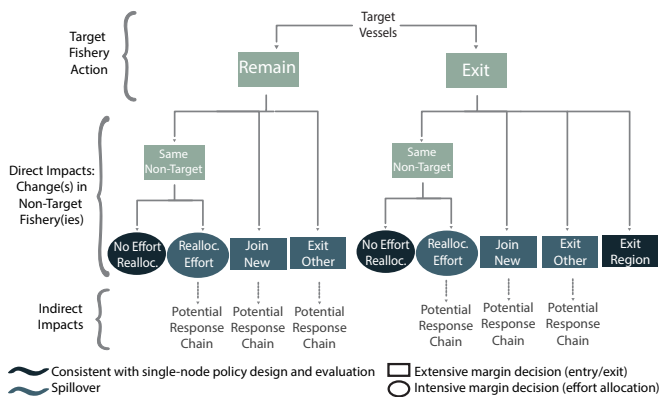 Target
Fishery
Action
Target
Vessels
Remain
Exit
Direct Impacts:
Change(s) in
Non-Target
Fishery(ies)
Same
Non-Target
Same
Non-Target
No Effort
Realloc.
Realloc.
Effort
Join
New
Exit
Other
No Effort
Realloc.
Realloc.
Effort
Join
New
Exit
Other
Exit
Region
Indirect
Impacts
Potential
Response
Chain
Potential
Response
Chain
Potential
Response
Chain
Potential
Response
Chain
Potential
Response
Chain
Potential
Response
Chain
Consistent with single-node policy design and evaluation
Spillover
Extensive margin decision (entry/exit)
Intensive margin decision (effort allocation)